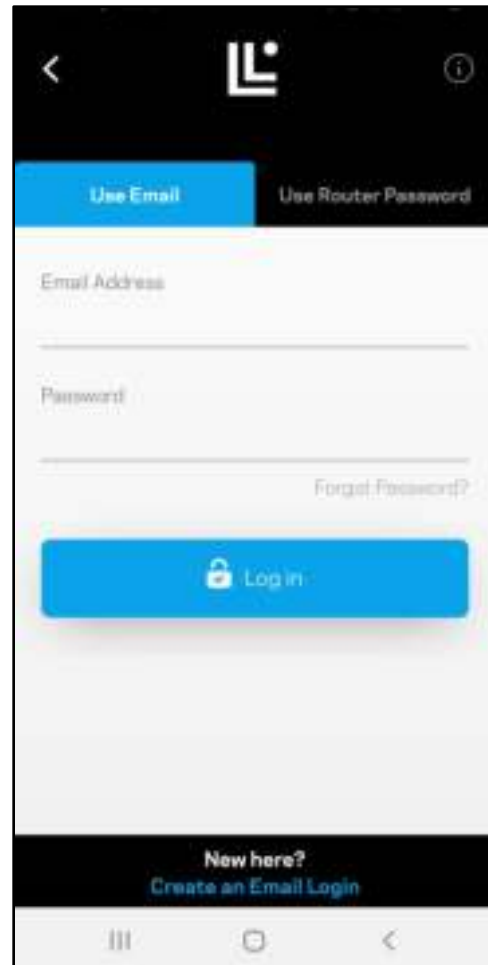 Use Email
Use Router Password
Email Address
Password
Forgot Password?
Log in
New here?
Create an Email Login